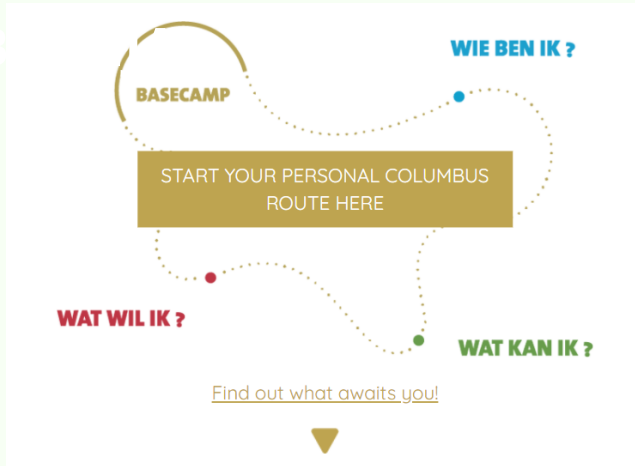 WIE BEN IK ?
BASECAMP
START YOUR PERSONAL COLUMBUS
ROUTE HERE
WAT WIL IK ?
WAT KAN IK ?
Find out what awaits you!